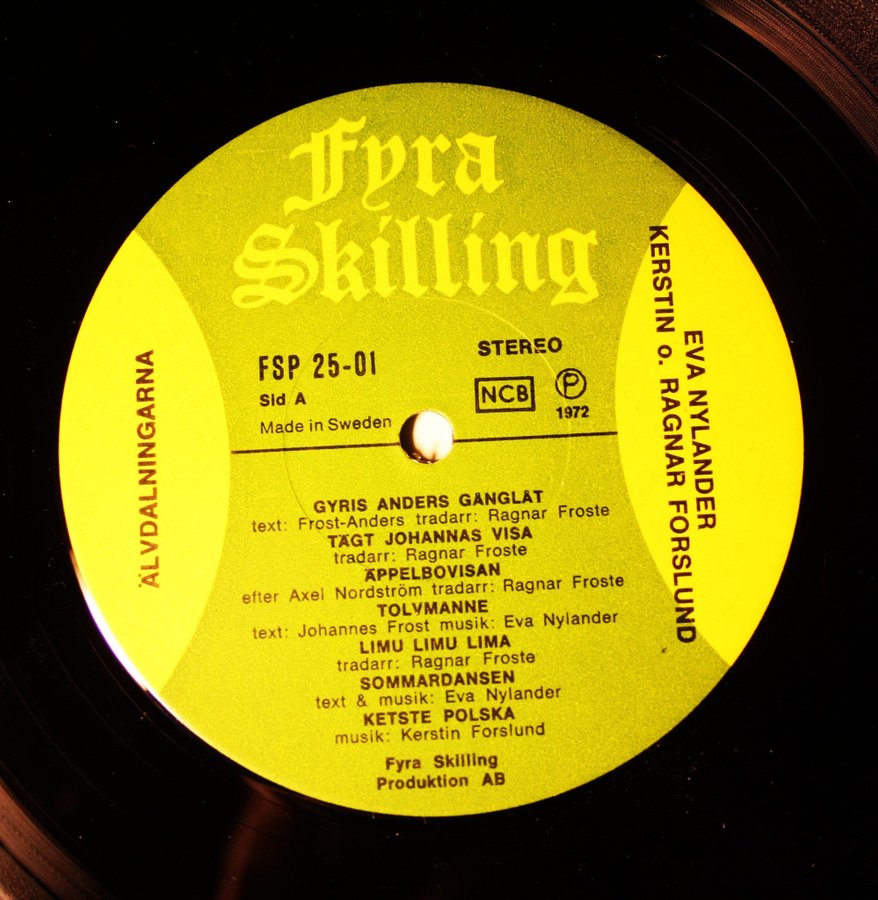 Fyra
Skilling
FSP 25-01
Sid A
Made in Sweden
STEREO
NCB
P
1972
ÄLVDALNINGARNA
EVA NYLANDER
KERSTIN o. RAGNAR FORSLUND
GYRIS ANDERS GÅNGLÅT
text: Frost-Anders tradarr: Ragnar Froste
TÄGT JOHANNAS VISA
tradarr: Ragnar Froste
ÄPPELBOVISAN
efter Axel Nordström tradarr: Ragnar Froste
TOLVMANNE
text: Johannes Frost musik: Eva Nylander
LIMU LIMU LIMA
tradarr: Ragnar Froste
SOMMARDANSEN
text & musik: Eva Nylander
KETSTE POLSKA
musik: Kerstin Forslund
Fyra Skilling
Produktion AB